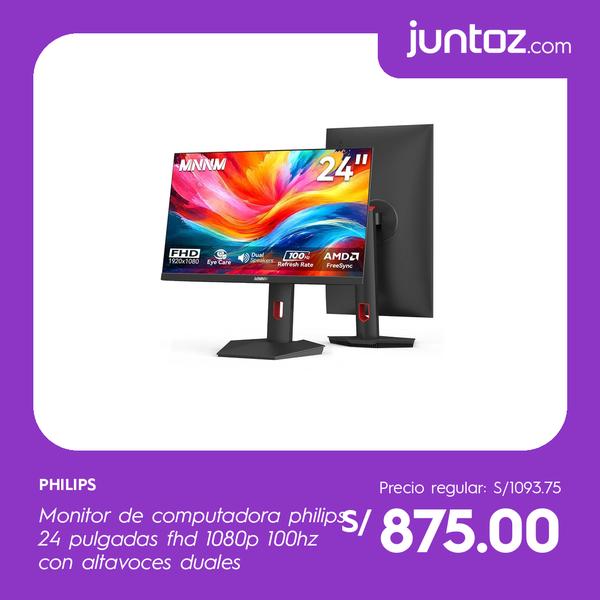 juntoz.com
MNNM
24"
FHD
1920x1080
Eye Care
Dual
Speakers
100Hz
Refresh Rate
AMD
FreeSync
MNNM
PHILIPS
Monitor de computadora philips
24 pulgadas fhd 1080p 100hz
con altavoces duales
Precio regular: S/1093.75
S/ 875.00